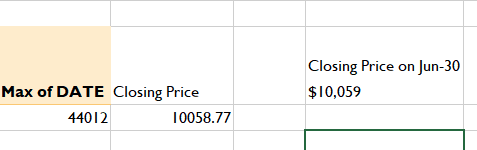 Closing Price on Jun-30
Max of DATE Closing Price $10,059
44012 10058.77